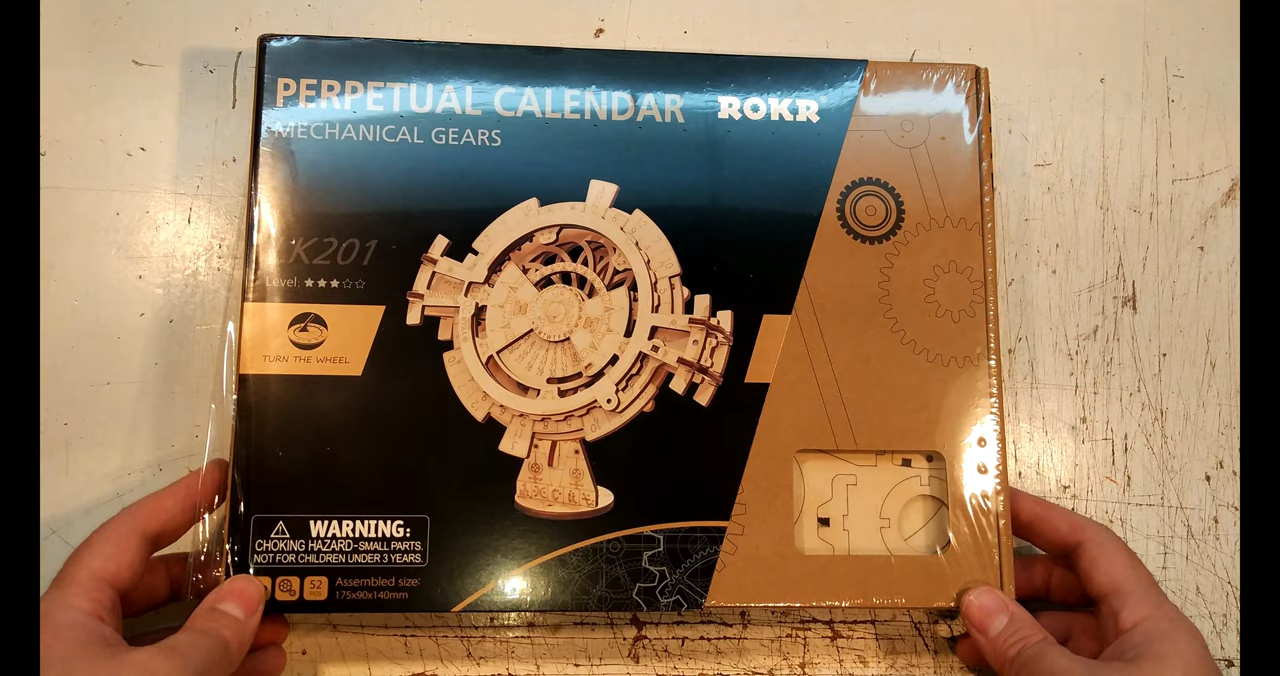 PERPETUAL CALENDAR
ROKR®
MECHANICAL GEARS
LK201
Level: ★★★☆☆
TURN THE WHEEL
WARNING:
CHOKING HAZARD-SMALL PARTS.
NOT FOR CHILDREN UNDER 3 YEARS.
52
PCS
Assembled size:
175x90x140mm